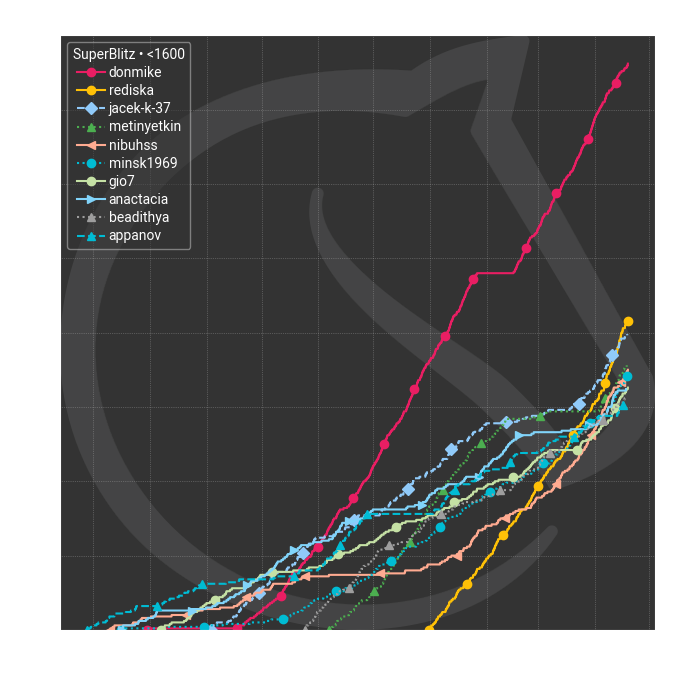 SuperBlitz • <1600
donmike
rediska
jacek-k-37
metinyetkin
nibuhss
minsk1969
gio7
anactacia
beadithya
appanov